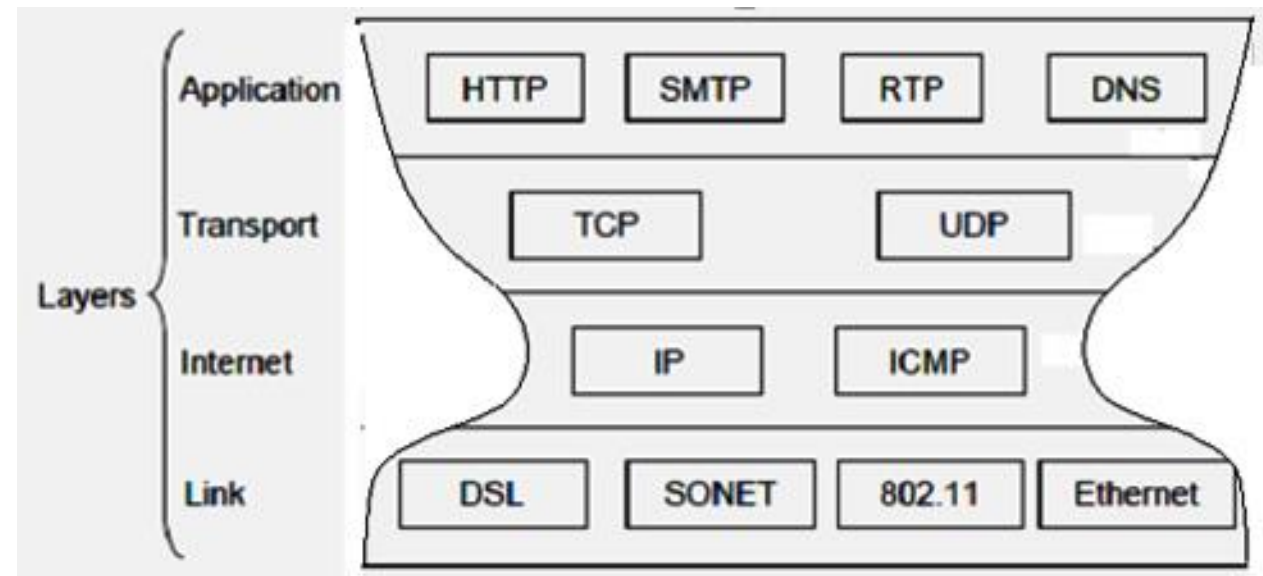 Application HTTP SMTP RTP DNS
Transport TCP UDP
Layers
Internet IP ICMP
Link DSL SONET 802.11 Ethernet